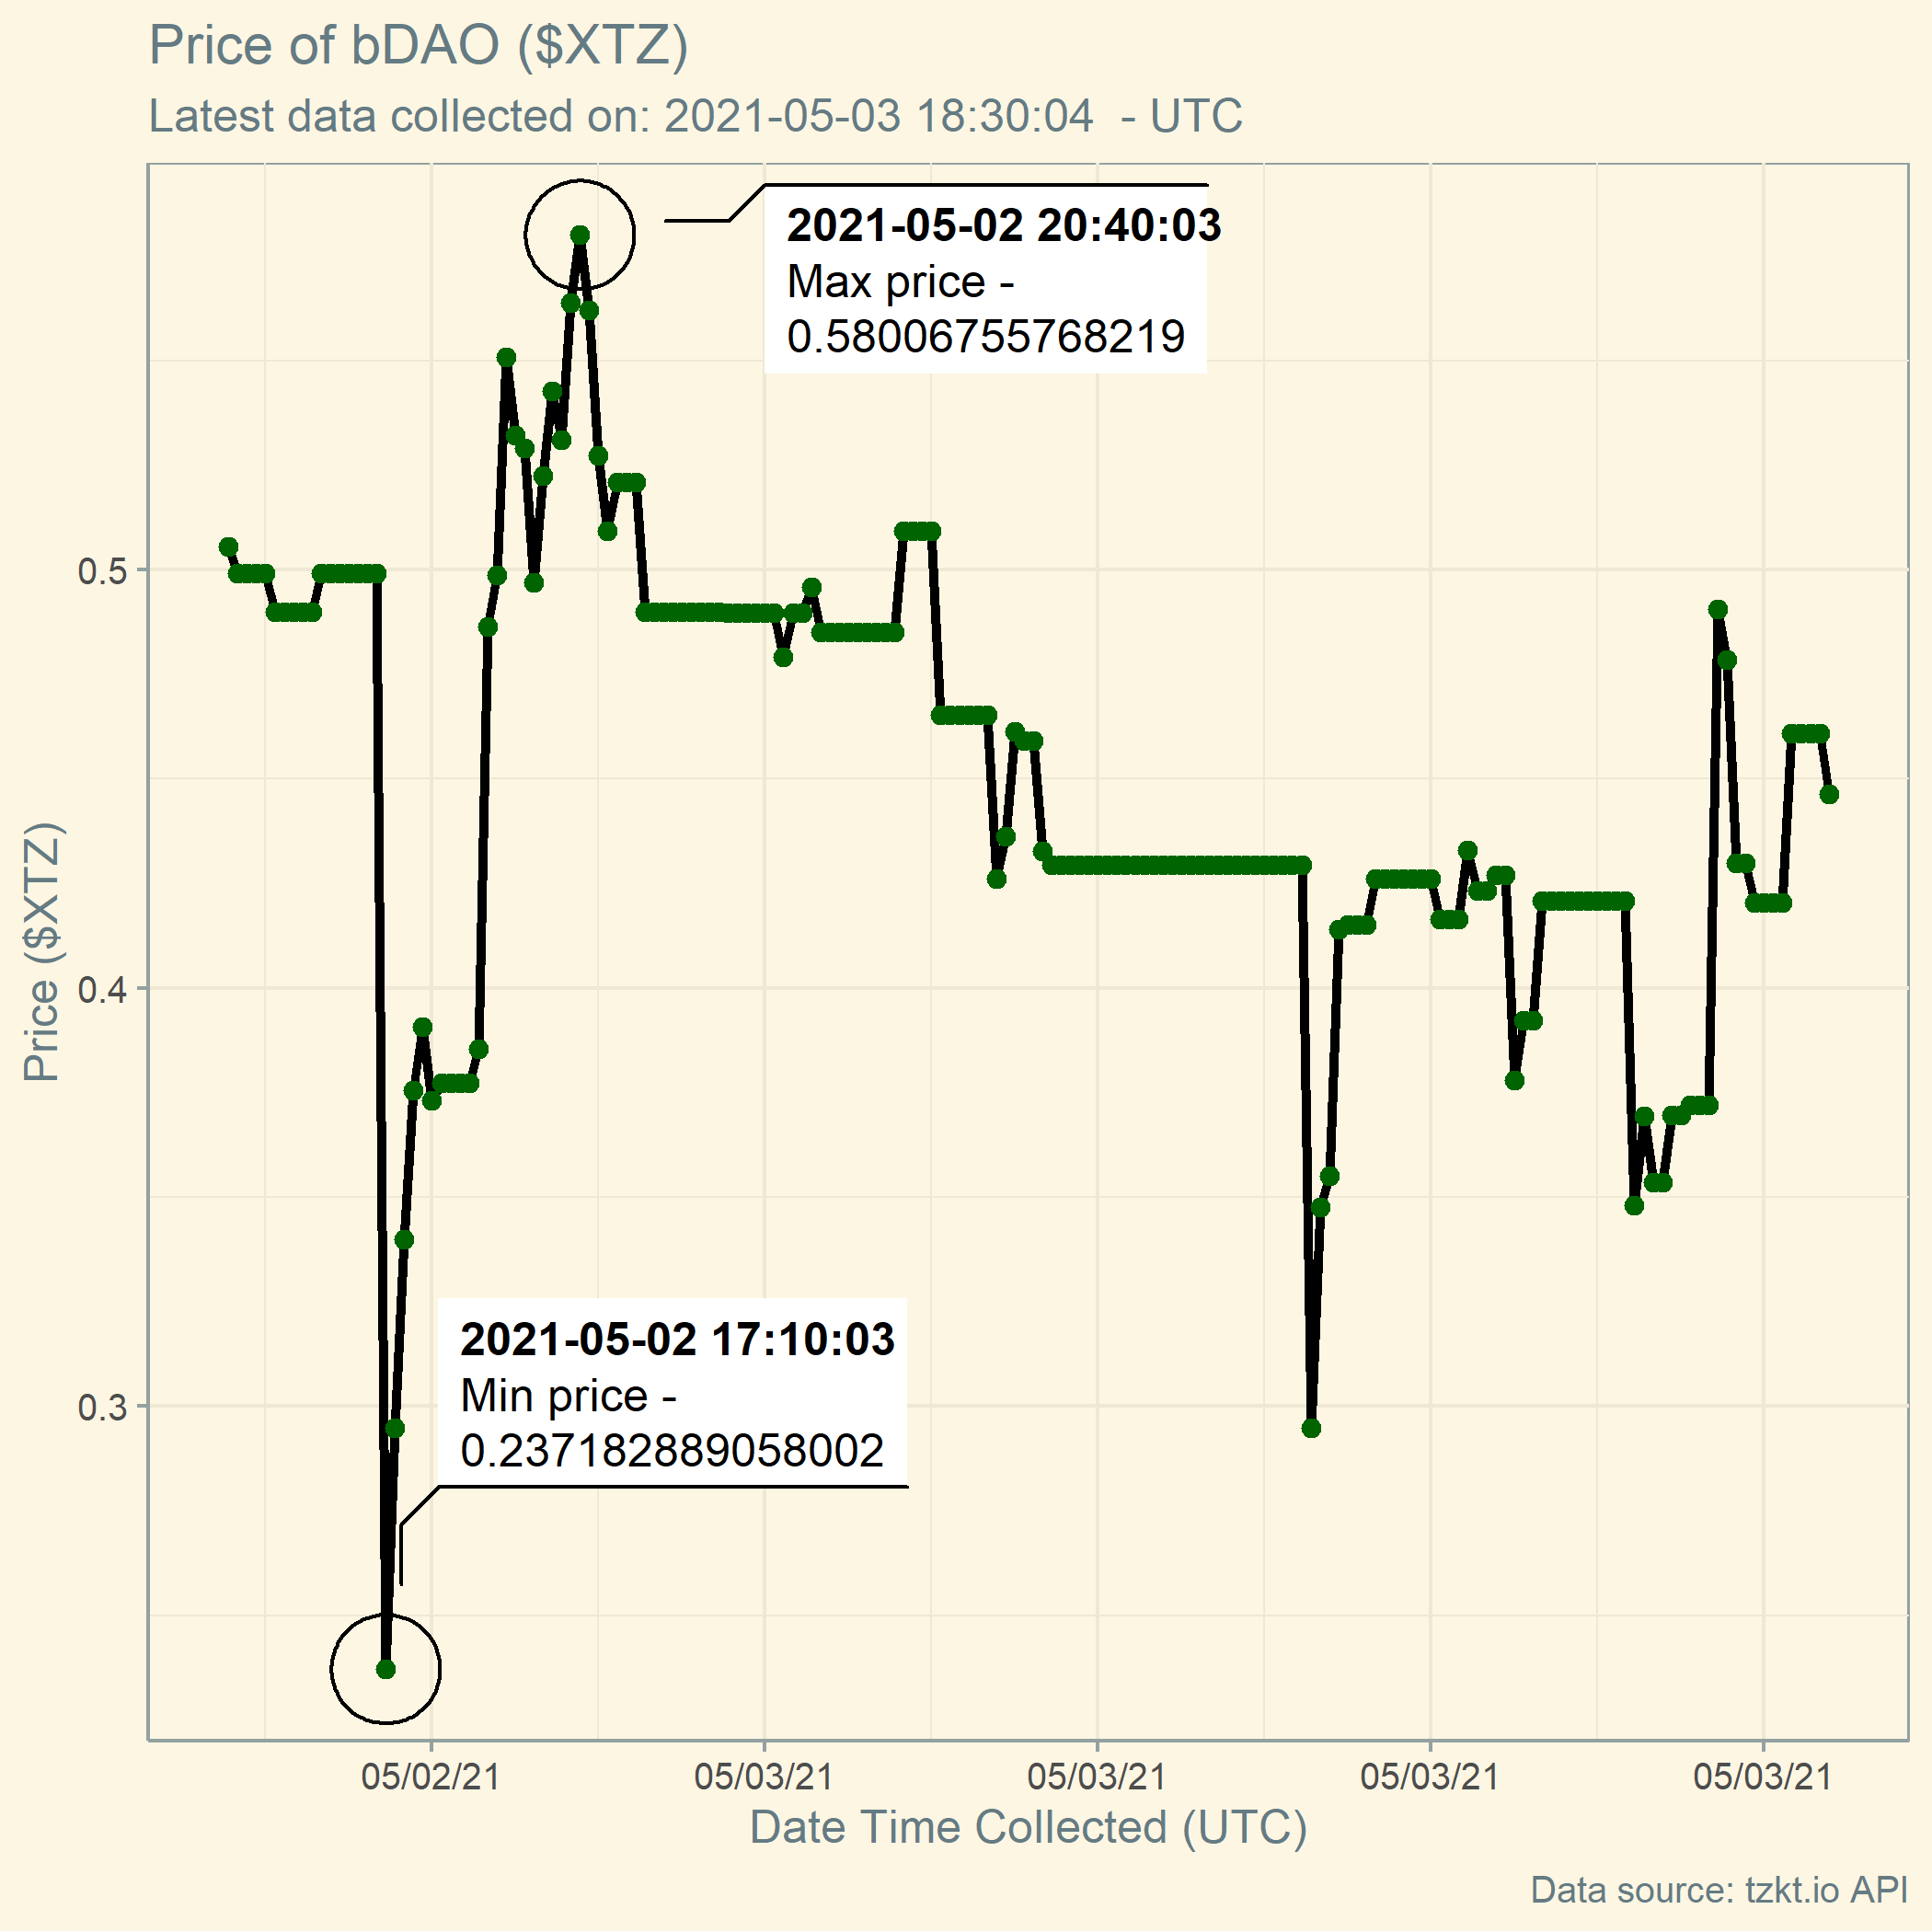 Price of bDAO ($XTZ)
Latest data collected on: 2021-05-03 18:30:04  - UTC
2021-05-02 20:40:03
Max price -
0.58006755768219
0.5
0.4
0.3
Price ($XTZ)
2021-05-02 17:10:03
Min price -
0.237182889058002
05/02/21
05/03/21
05/03/21
05/03/21
05/03/21
Date Time Collected (UTC)
Data source: tzkt.io API